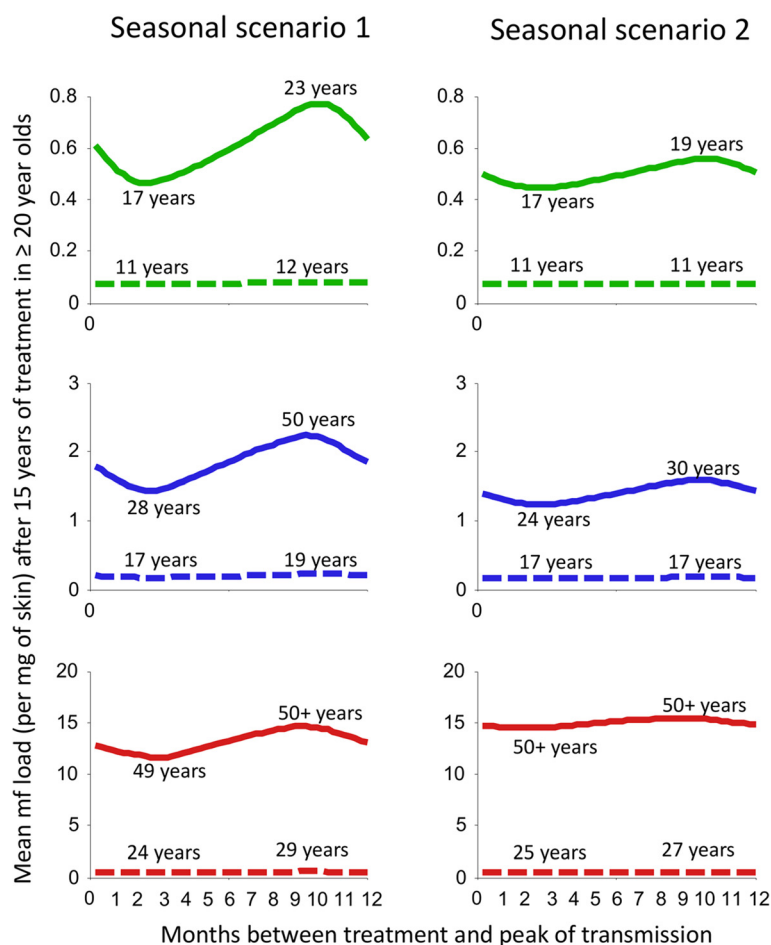 Seasonal scenario 1
Seasonal scenario 2
Mean mf load (per mg of skin) after 15 years of treatment in ≥ 20 year olds
0.8
0.6
0.4
0.2
0
0
23 years
17 years
11 years
12 years
0.8
0.6
0.4
0.2
0
0
19 years
17 years
11 years
11 years
3
2
1
0
0
50 years
28 years
17 years
19 years
3
2
1
0
0
30 years
24 years
17 years
17 years
20
15
10
5
0
50+ years
49 years
24 years
29 years
0 1 2 3 4 5 6 7 8 9 10 11 12
20
15
10
5
0
50+ years
50+ years
25 years
27 years
0 1 2 3 4 5 6 7 8 9 10 11 12
Months between treatment and peak of transmission